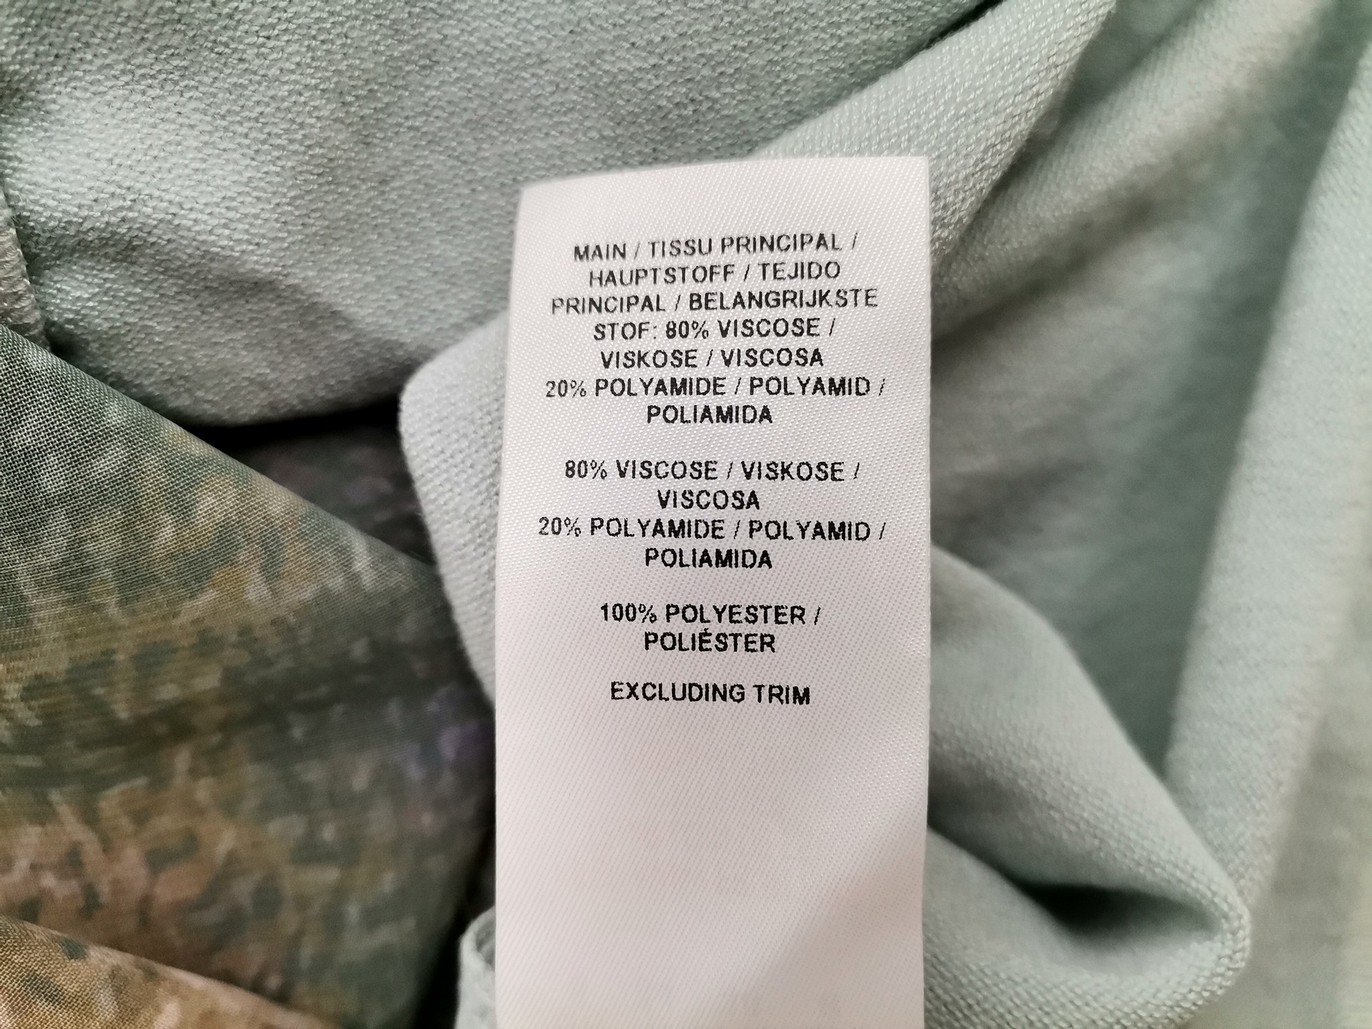 MAIN / TISSU PRINCIPAL /
HAUPTSTOFF / TEJIDO
PRINCIPAL / BELANGRIJKSTE
STOF: 80% VISCOSE /
VISKOSE / VISCOSA
20% POLYAMIDE / POLYAMID /
POLIAMIDA
80% VISCOSE / VISKOSE /
VISCOSA
20% POLYAMIDE / POLYAMID /
POLIAMIDA
100% POLYESTER /
POLIÉSTER
EXCLUDING TRIM